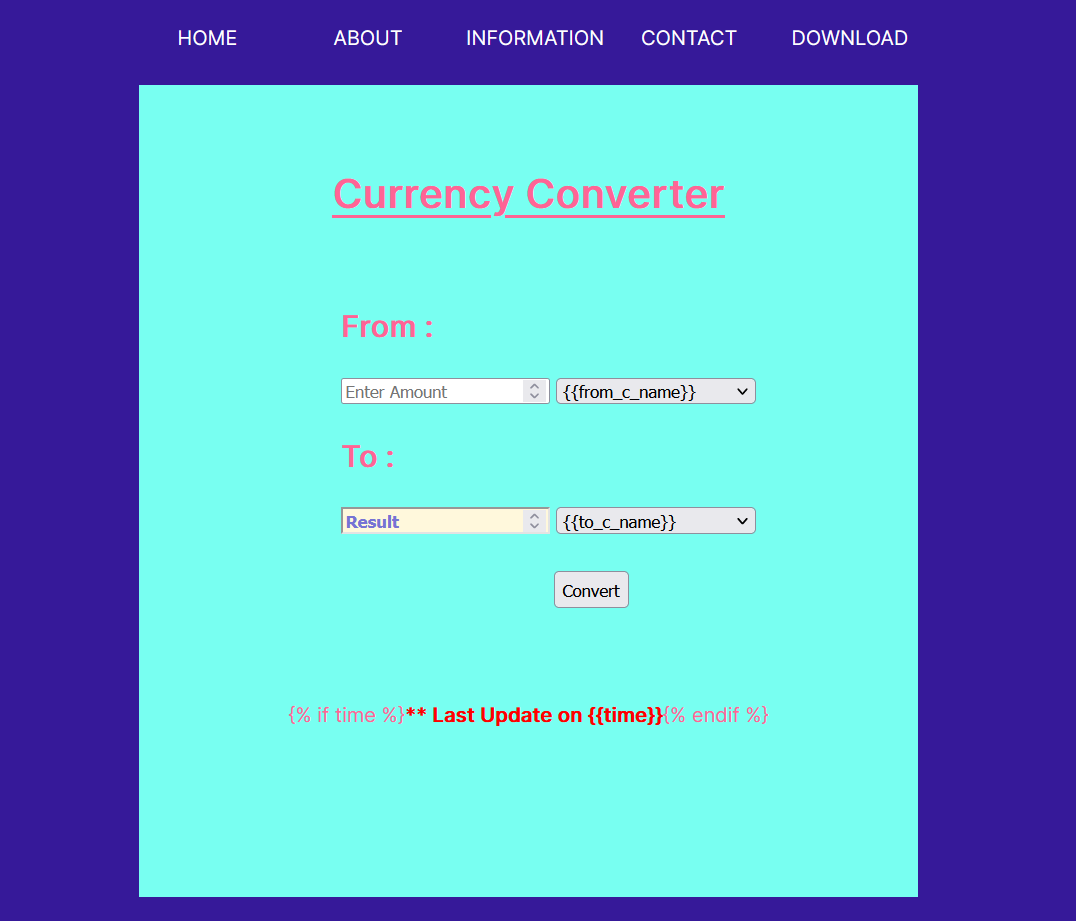 HOME ABOUT INFORMATION CONTACT DOWNLOAD
Currency Converter
From :
Enter Amount {{from_c_name}}
To :
Result {{to_c_name}}
Convert
{% if time %}** Last Update on {{time}}{% endif %}